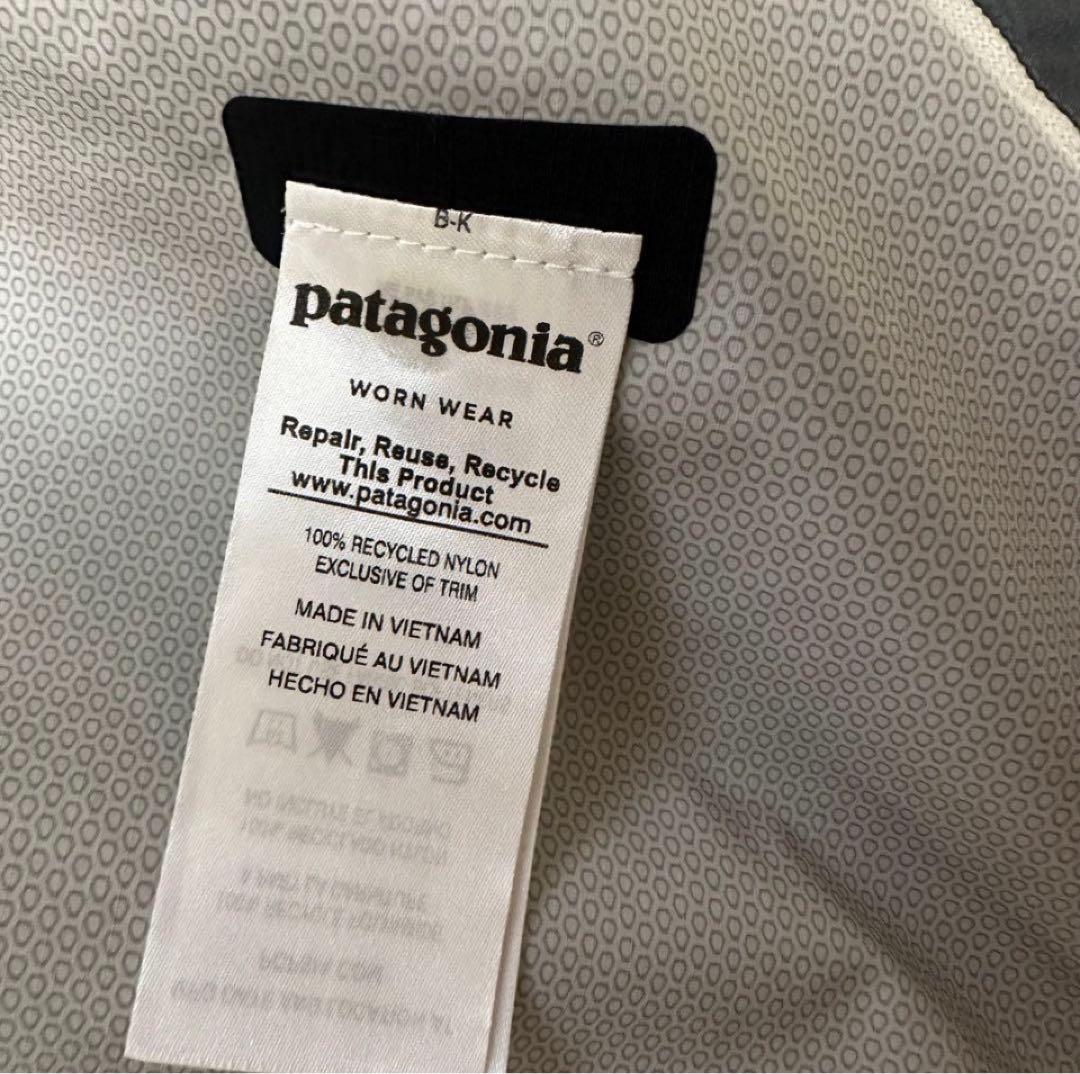 B-K
patagonia®
WORN WEAR
Repair, Reuse, Recycle
This Product
www.patagonia.com
100% RECYCLED NYLON
EXCLUSIVE OF TRIM
MADE IN VIETNAM
FABRIQUÉ AU VIETNAM
HECHO EN VIETNAM